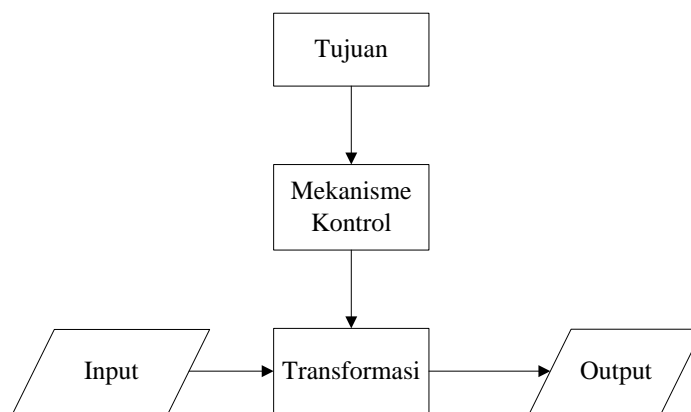 Tujuan
Mekanisme
Kontrol
Input
Transformasi
Output